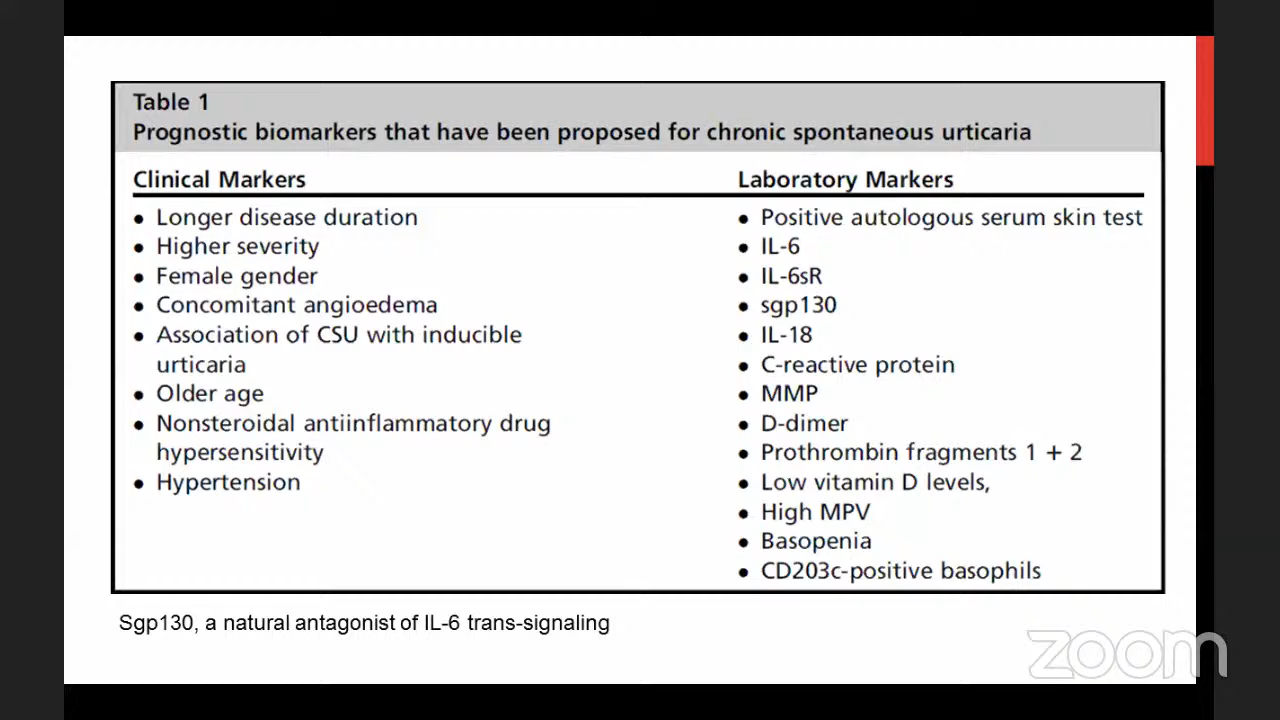 Table 1
Prognostic biomarkers that have been proposed for chronic spontaneous urticaria
Clinical Markers
• Longer disease duration
• Higher severity
• Female gender
• Concomitant angioedema
• Association of CSU with inducible
urticaria
• Older age
• Nonsteroidal antiinflammatory drug
hypersensitivity
• Hypertension
Laboratory Markers
• Positive autologous serum skin test
• IL-6
• IL-6sR
• sgp130
• IL-18
• C-reactive protein
• MMP
• D-dimer
• Prothrombin fragments 1 + 2
• Low vitamin D levels,
• High MPV
• Basopenia
• CD203c-positive basophils
Sgp130, a natural antagonist of IL-6 trans-signaling
zoom